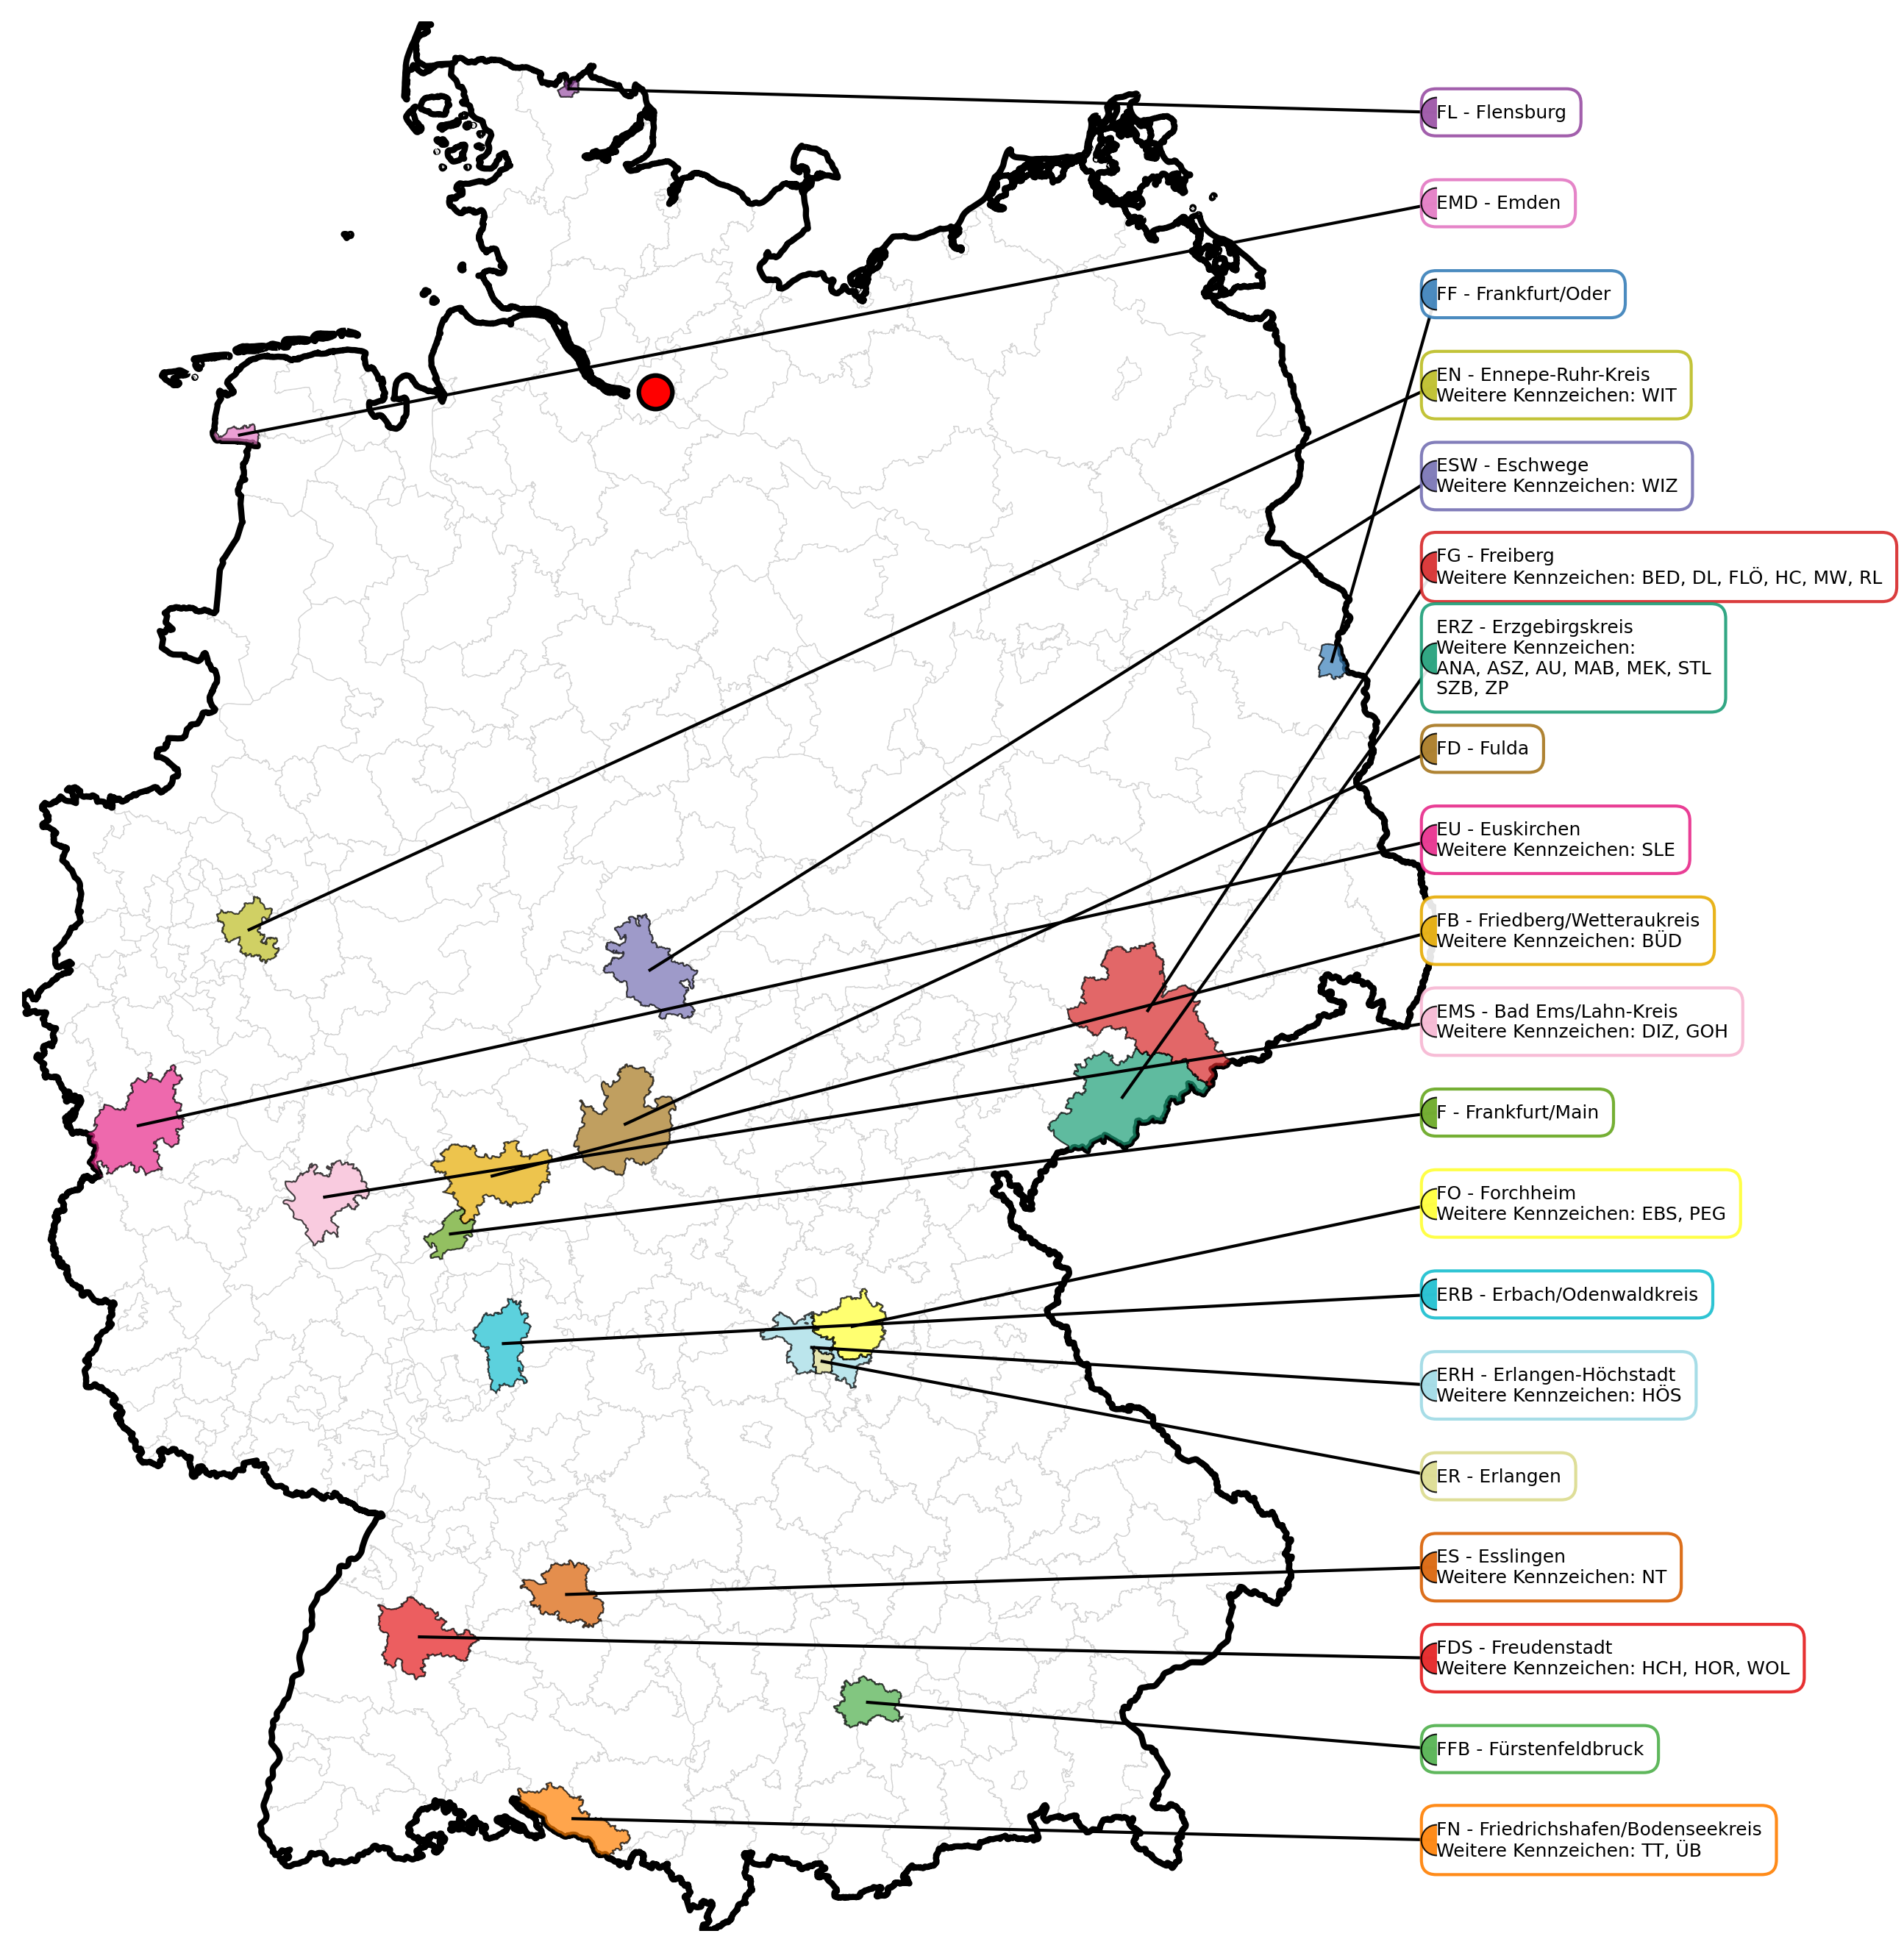 FL - Flensburg
EMD - Emden
FF - Frankfurt/Oder
EN - Ennepe-Ruhr-Kreis
Weitere Kennzeichen: WIT
ESW - Eschwege
Weitere Kennzeichen: WIZ
FG - Freiberg
Weitere Kennzeichen: BED, DL, FLÖ, HC, MW, RL
ERZ - Erzgebirgskreis
Weitere Kennzeichen:
ANA, ASZ, AU, MAB, MEK, STL
SZB, ZP
FD - Fulda
EU - Euskirchen
Weitere Kennzeichen: SLE
FB - Friedberg/Wetteraukreis
Weitere Kennzeichen: BÜD
EMS - Bad Ems/Lahn-Kreis
Weitere Kennzeichen: DIZ, GOH
F - Frankfurt/Main
FO - Forchheim
Weitere Kennzeichen: EBS, PEG
ERB - Erbach/Odenwaldkreis
ERH - Erlangen-Höchstadt
Weitere Kennzeichen: HÖS
ER - Erlangen
ES - Esslingen
Weitere Kennzeichen: NT
FDS - Freudenstadt
Weitere Kennzeichen: HCH, HOR, WOL
FFB - Fürstenfeldbruck
FN - Friedrichshafen/Bodenseekreis
Weitere Kennzeichen: TT, ÜB